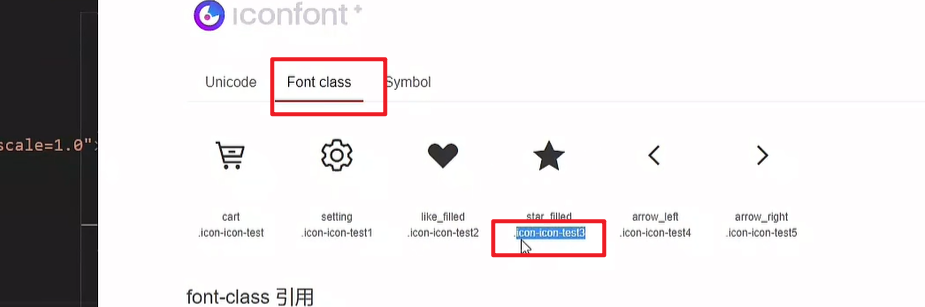 iconfont+
Unicode Font class Symbol
scale=1.0">
cart setting like_filled star_filled arrow_left arrow_right
.icon-icon-test .icon-icon-test1 .icon-icon-test2 .icon-icon-test3 .icon-icon-test4 .icon-icon-test5
font-class 引用